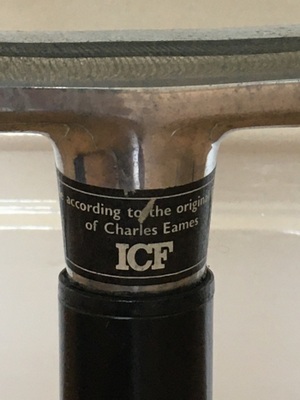 according to the original
of Charles Eames
ICF